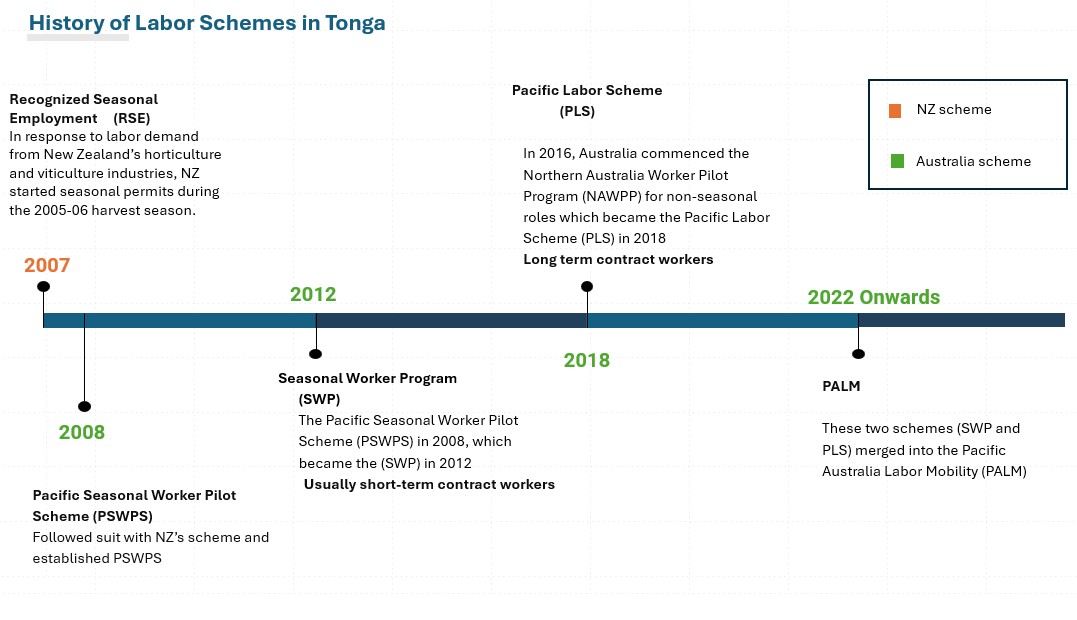 History of Labor Schemes in Tonga
Recognized Seasonal
Employment (RSE)
In response to labor demand
from New Zealand's horticulture
and viticulture industries, NZ
started seasonal permits during
the 2005-06 harvest season.
2007
2008
Pacific Seasonal Worker Pilot
Scheme (PSWPS)
Followed suit with NZ's scheme and
established PSWPS
2012
Seasonal Worker Program
(SWP)
The Pacific Seasonal Worker Pilot
Scheme (PSWPS) in 2008, which
became the (SWP) in 2012
Usually short-term contract workers
Pacific Labor Scheme
(PLS)
In 2016, Australia commenced the
Northern Australia Worker Pilot
Program (NAWPP) for non-seasonal
roles which became the Pacific Labor
Scheme (PLS) in 2018
Long term contract workers
2018
2022 Onwards
PALM
These two schemes (SWP and
PLS) merged into the Pacific
Australia Labor Mobility (PALM)
NZ scheme
Australia scheme